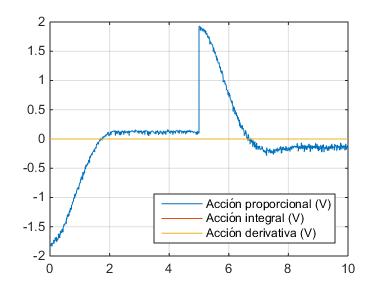 2
1.5
1
0.5
0
-0.5
-1
-1.5
-2
Acción proporcional (V)
Acción integral (V)
Acción derivativa (V)
0 2 4 6 8 10